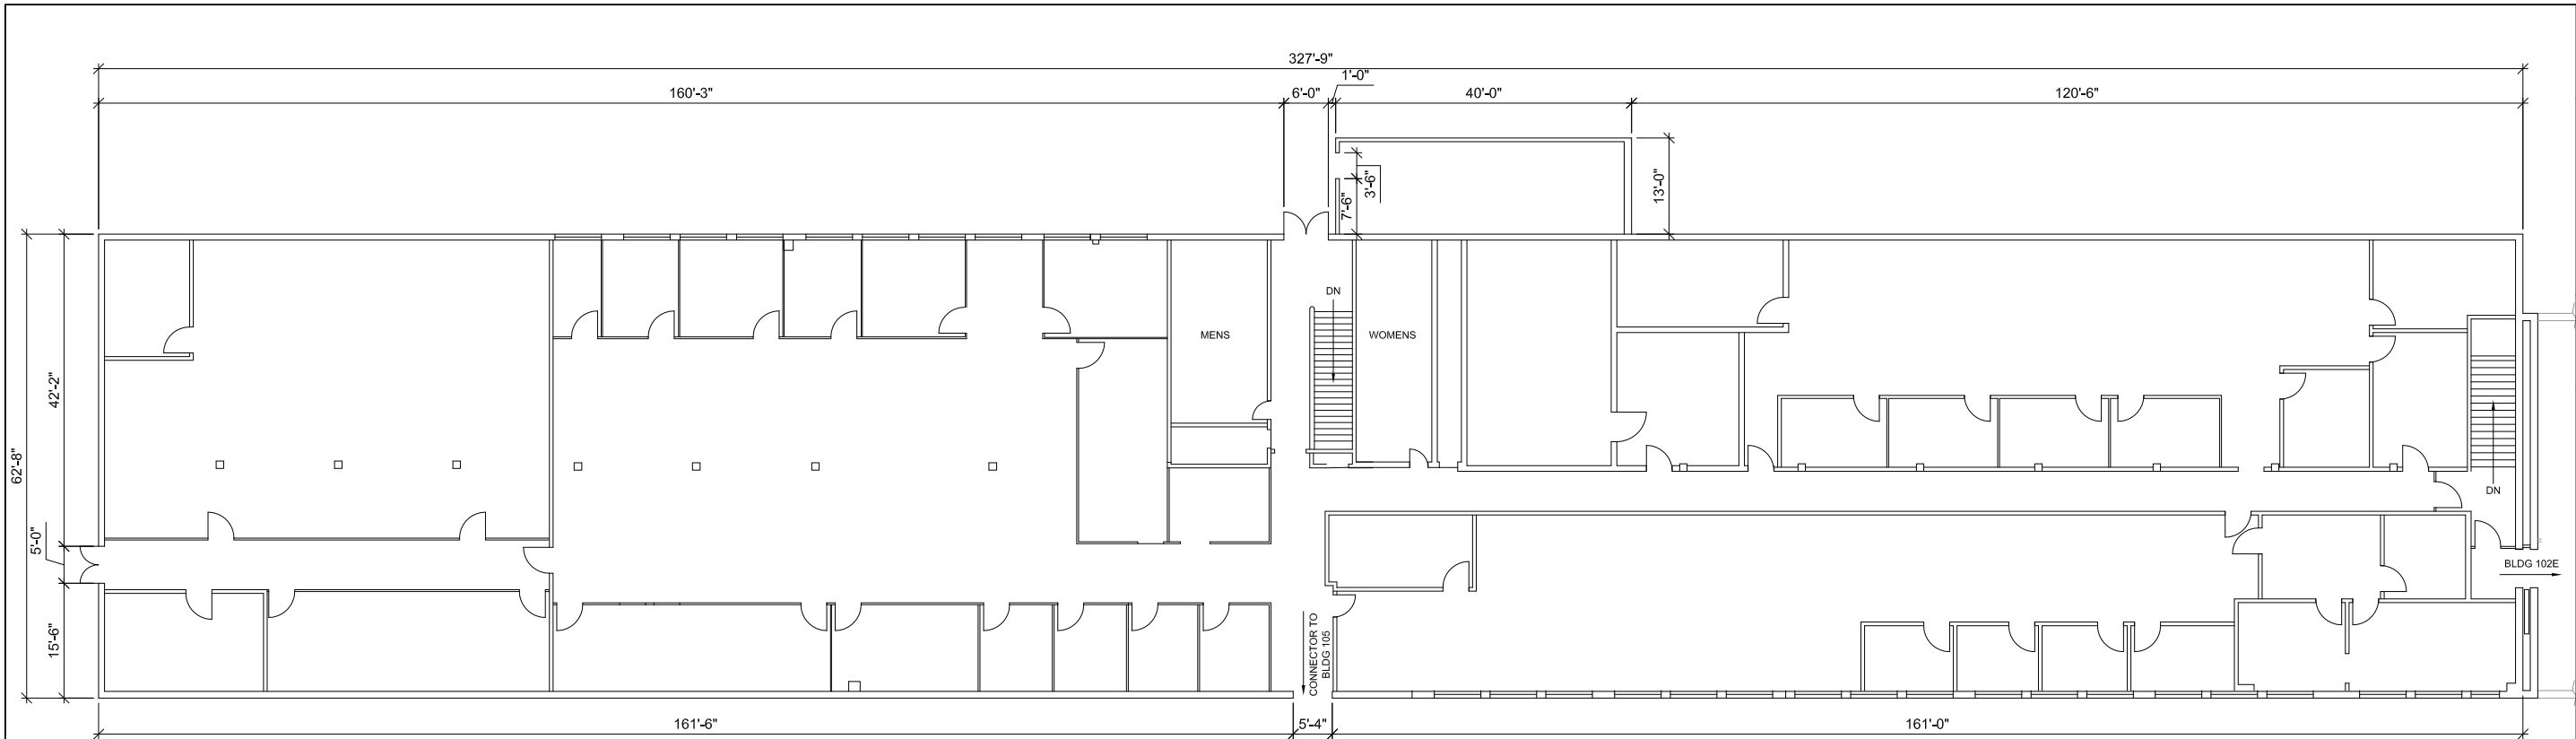 327'-9"
1'-0"
160'-3"
6'-0"
40'-0"
120'-6"
3'-6"
7'-6"
13'-0"
DN
MENS
WOMENS
42'-2"
62'-8"
5'-0"
DN
BLDG 102E
15'-6"
CONNECTOR TO
BLDG 105
161'-6"
5'-4"
161'-0"